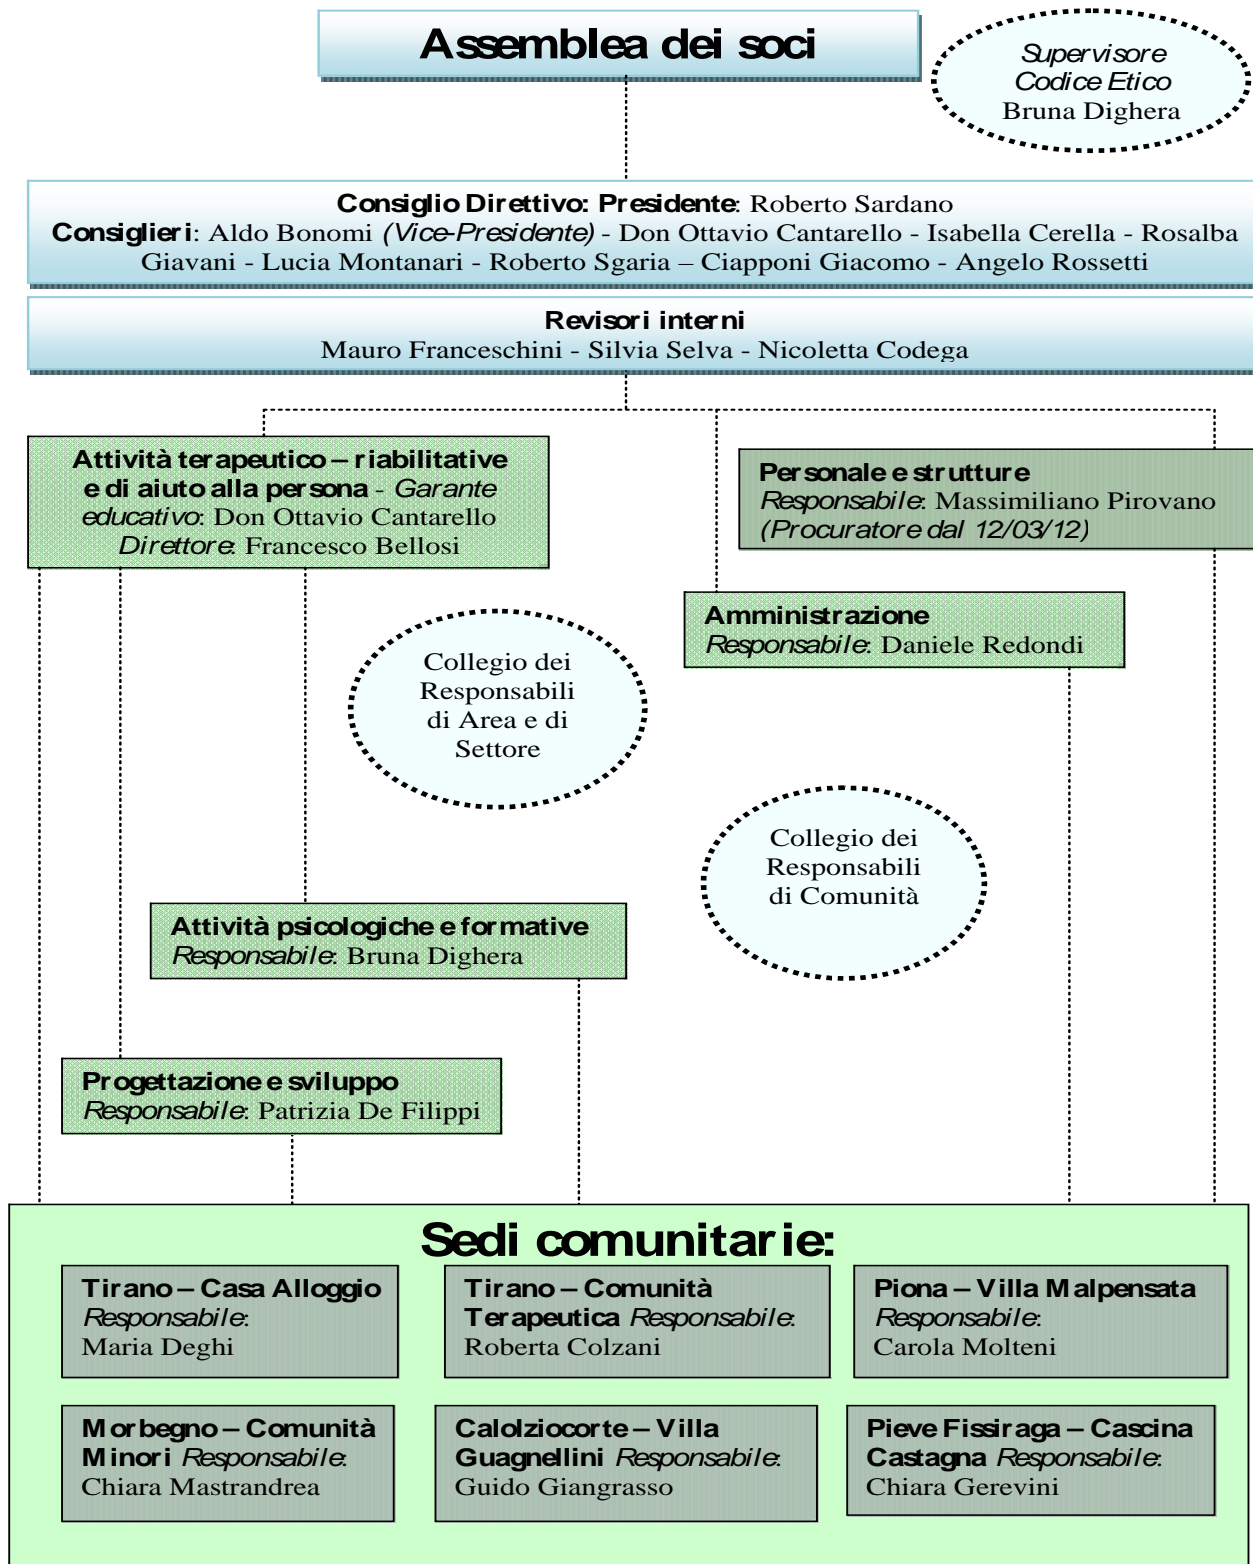 Assemblea dei soci
Supervisore
Codice Etico
Bruna Dighera
Consiglio Direttivo: Presidente: Roberto Sardano
Consiglieri: Aldo Bonomi (Vice-Presidente) - Don Ottavio Cantarello - Isabella Cerella - Rosalba
Giavani - Lucia Montanari - Roberto Sgaria – Ciapponi Giacomo - Angelo Rossetti
Revisori interni
Mauro Franceschini - Silvia Selva - Nicoletta Codega
Attività terapeutico – riabilitative
e di aiuto alla persona - Garante
educativo: Don Ottavio Cantarello
Direttore: Francesco Bellosi
Personale e strutture
Responsabile: Massimiliano Pirovano
(Procuratore dal 12/03/12)
Amministrazione
Responsabile: Daniele Redondi
Collegio dei
Responsabili
di Area e di
Settore
Collegio dei
Responsabili
di Comunità
Attività psicologiche e formative
Responsabile: Bruna Dighera
Progettazione e sviluppo
Responsabile: Patrizia De Filippi
Sedi comunitarie:
Tirano – Casa Alloggio
Responsabile:
Maria Deghi
Tirano – Comunità
Terapeutica Responsabile:
Roberta Colzani
Piona – Villa Malpensata
Responsabile:
Carola Molteni
Morbegno – Comunità
Minori Responsabile:
Chiara Mastrandrea
Calolziocorte – Villa
Guagnellini Responsabile:
Guido Giangrasso
Pieve Fissiraga – Cascina
Castagna Responsabile:
Chiara Gerevini